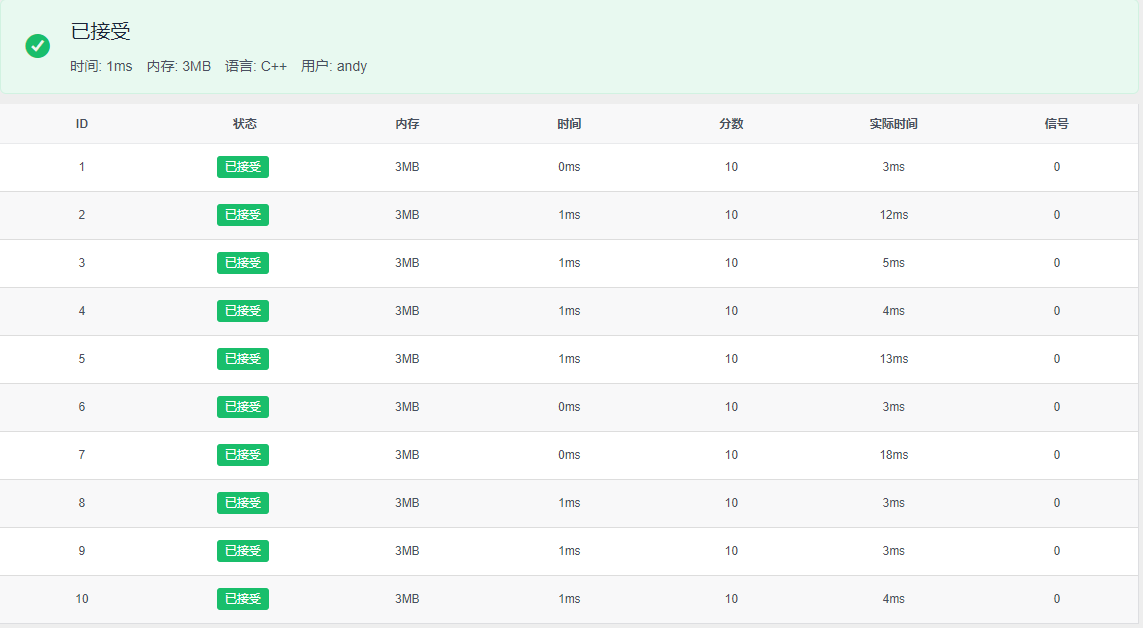 已接受
时间: 1ms 内存: 3MB 语言: C++ 用户: andy
ID 状态 内存 时间 分数 实际时间 信号
1 已接受 3MB 0ms 10 3ms 0
2 已接受 3MB 1ms 10 12ms 0
3 已接受 3MB 1ms 10 5ms 0
4 已接受 3MB 1ms 10 4ms 0
5 已接受 3MB 1ms 10 13ms 0
6 已接受 3MB 0ms 10 3ms 0
7 已接受 3MB 0ms 10 18ms 0
8 已接受 3MB 1ms 10 3ms 0
9 已接受 3MB 1ms 10 3ms 0
10 已接受 3MB 1ms 10 4ms 0